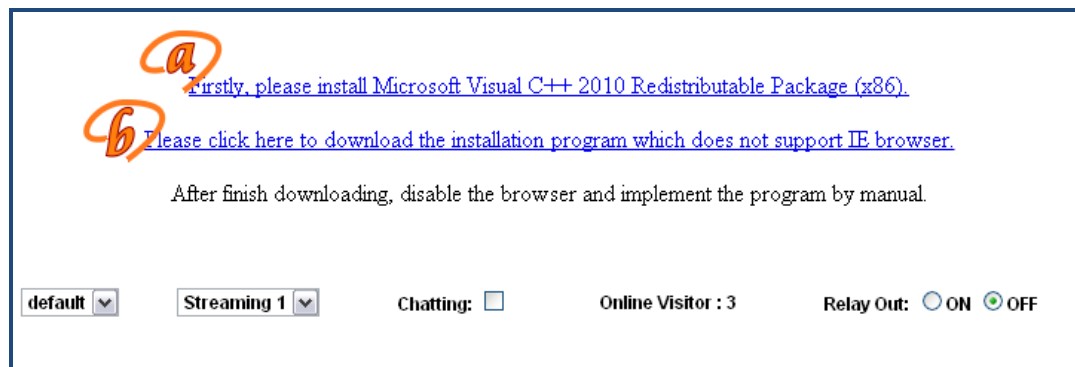 a
Firstly, please install Microsoft Visual C++ 2010 Redistributable Package (x86).
b
Please click here to download the installation program which does not support IE browser.
After finish downloading, disable the browser and implement the program by manual.
default Streaming 1 Chatting: Online Visitor : 3 Relay Out: ON OFF